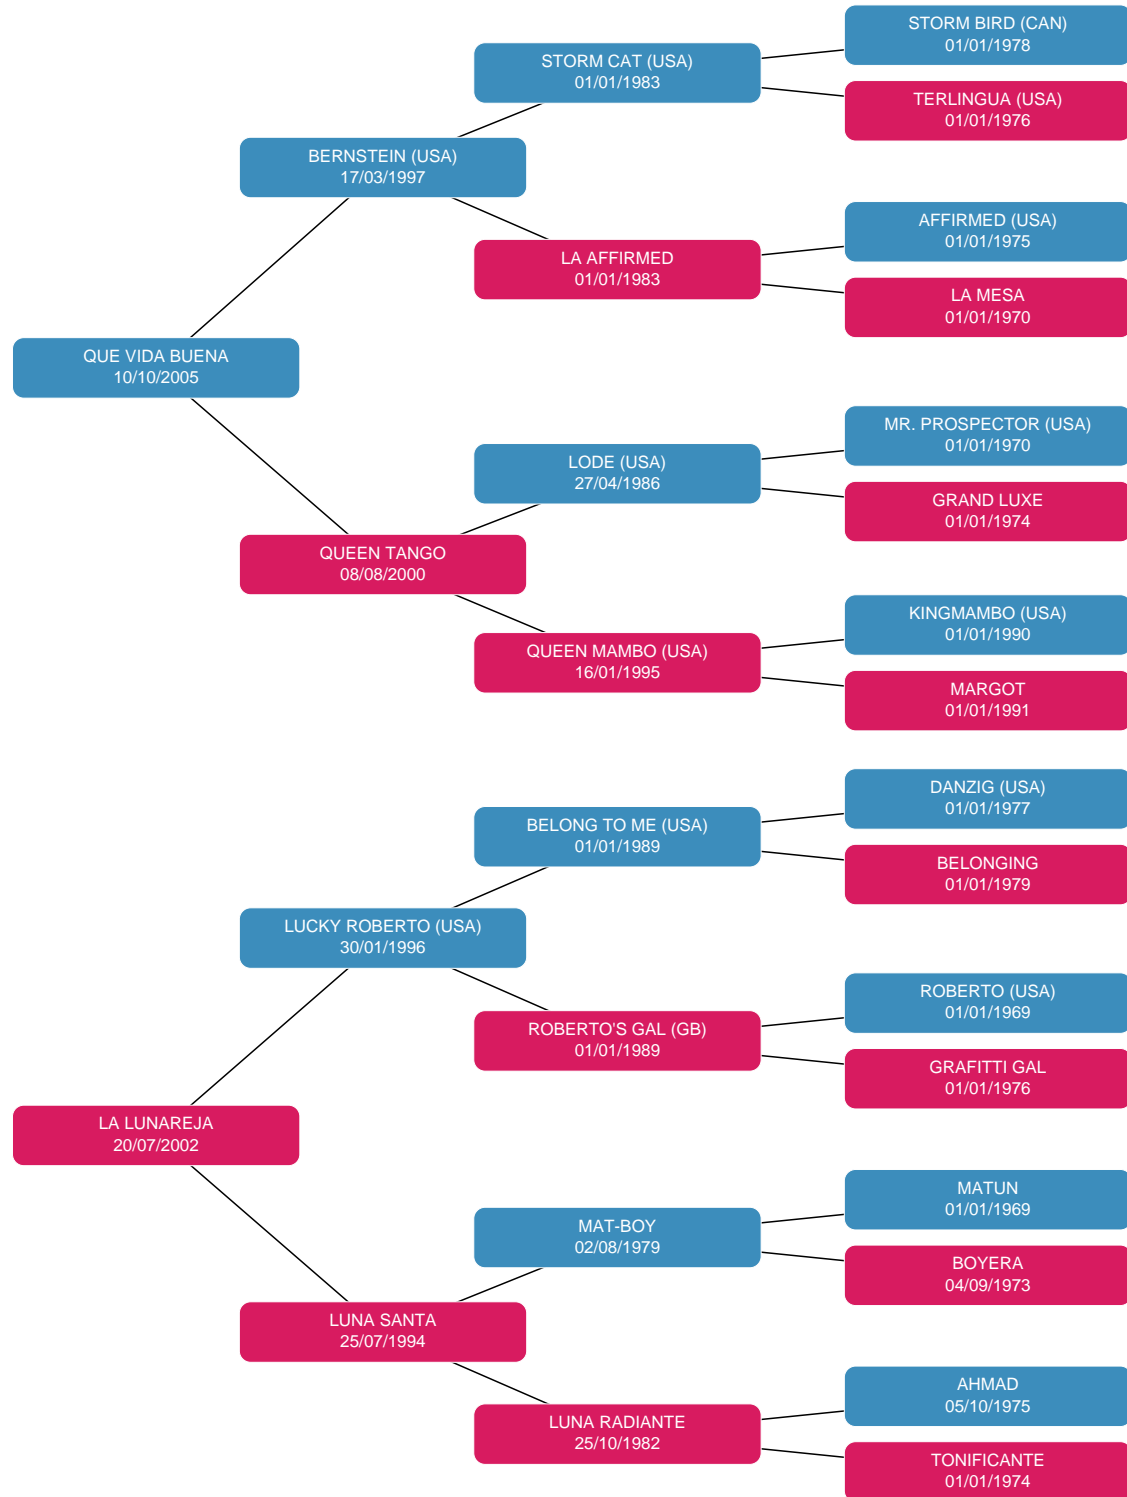 STORM BIRD (CAN)
01/01/1978
STORM CAT (USA)
01/01/1983
TERLINGUA (USA)
01/01/1976
BERNSTEIN (USA)
17/03/1997
AFFIRMED (USA)
01/01/1975
LA AFFIRMED
01/01/1983
LA MESA
01/01/1970
QUE VIDA BUENA
10/10/2005
MR. PROSPECTOR (USA)
01/01/1970
LODE (USA)
27/04/1986
GRAND LUXE
01/01/1974
QUEEN TANGO
08/08/2000
KINGMAMBO (USA)
01/01/1990
QUEEN MAMBO (USA)
16/01/1995
MARGOT
01/01/1991
DANZIG (USA)
01/01/1977
BELONG TO ME (USA)
01/01/1989
BELONGING
01/01/1979
LUCKY ROBERTO (USA)
30/01/1996
ROBERTO (USA)
01/01/1969
ROBERTO'S GAL (GB)
01/01/1989
GRAFITTI GAL
01/01/1976
LA LUNAREJA
20/07/2002
MATUN
01/01/1969
MAT-BOY
02/08/1979
BOYERA
04/09/1973
LUNA SANTA
25/07/1994
AHMAD
05/10/1975
LUNA RADIANTE
25/10/1982
TONIFICANTE
01/01/1974